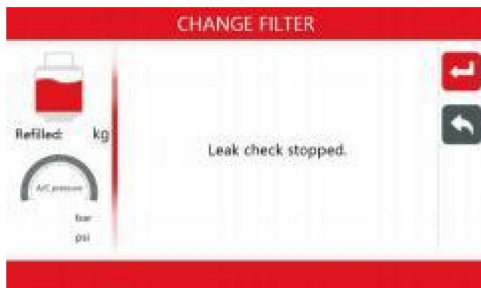 CHANGE FILTER
Refilled: kg
A/C pressure
bar
psi
Leak check stopped.